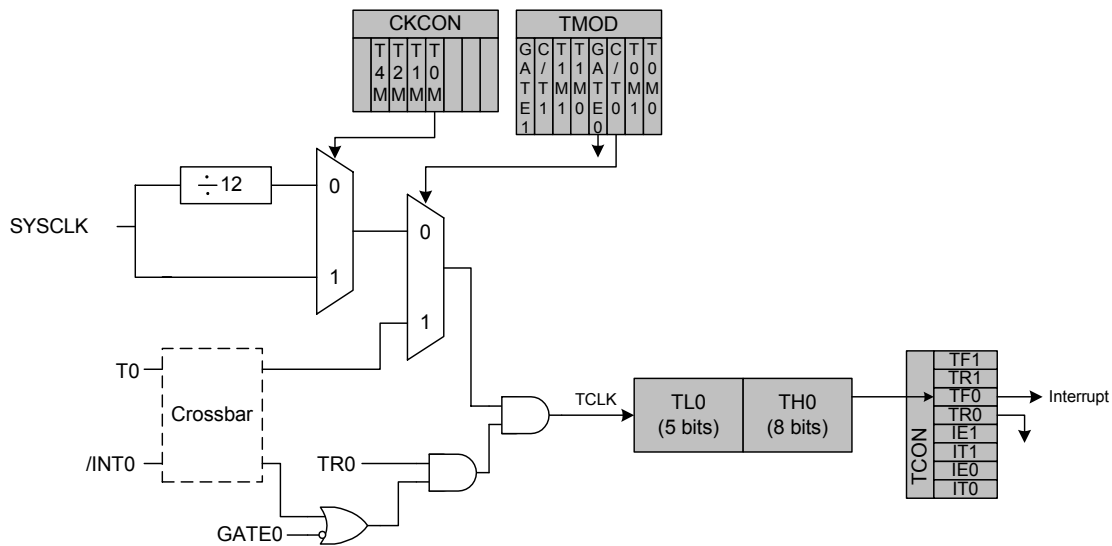 CKCON
T4M
T2M
T1M
T0M
TMOD
GATE1
C/T1
T1M1
T1M0
GATE0
C/T0
T0M1
T0M0
÷12
0
SYSCLK
0
1
1
T0
Crossbar
/INT0
TR0
GATE0
TCLK
TL0
(5 bits)
TH0
(8 bits)
TCON
TF1
TR1
TF0
TR0
IE1
IT1
IE0
IT0
Interrupt